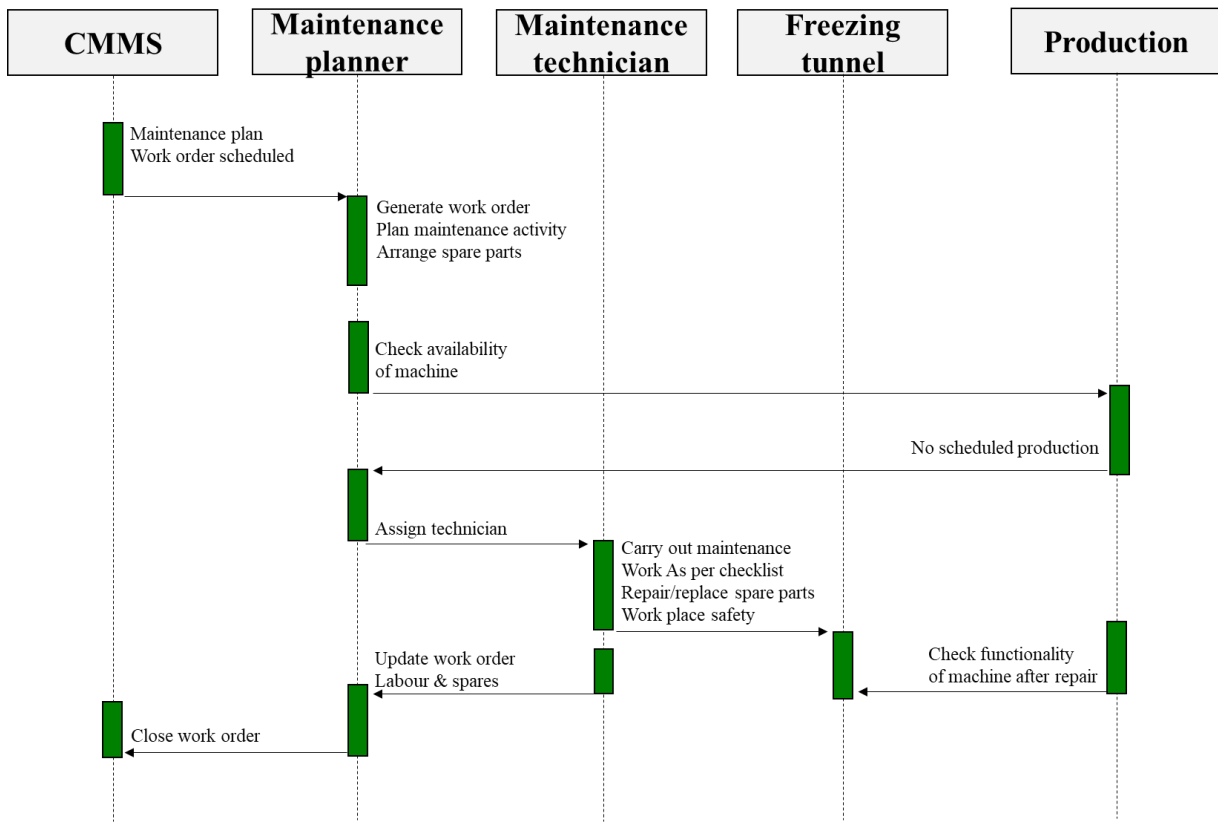 CMMS
Maintenance
planner
Maintenance
technician
Freezing
tunnel
Production
Maintenance plan
Work order scheduled
Generate work order
Plan maintenance activity
Arrange spare parts
Check availability
of machine
No scheduled production
Assign technician
Carry out maintenance
Work As per checklist
Repair/replace spare parts
Work place safety
Update work order
Labour & spares
Check functionality
of machine after repair
Close work order